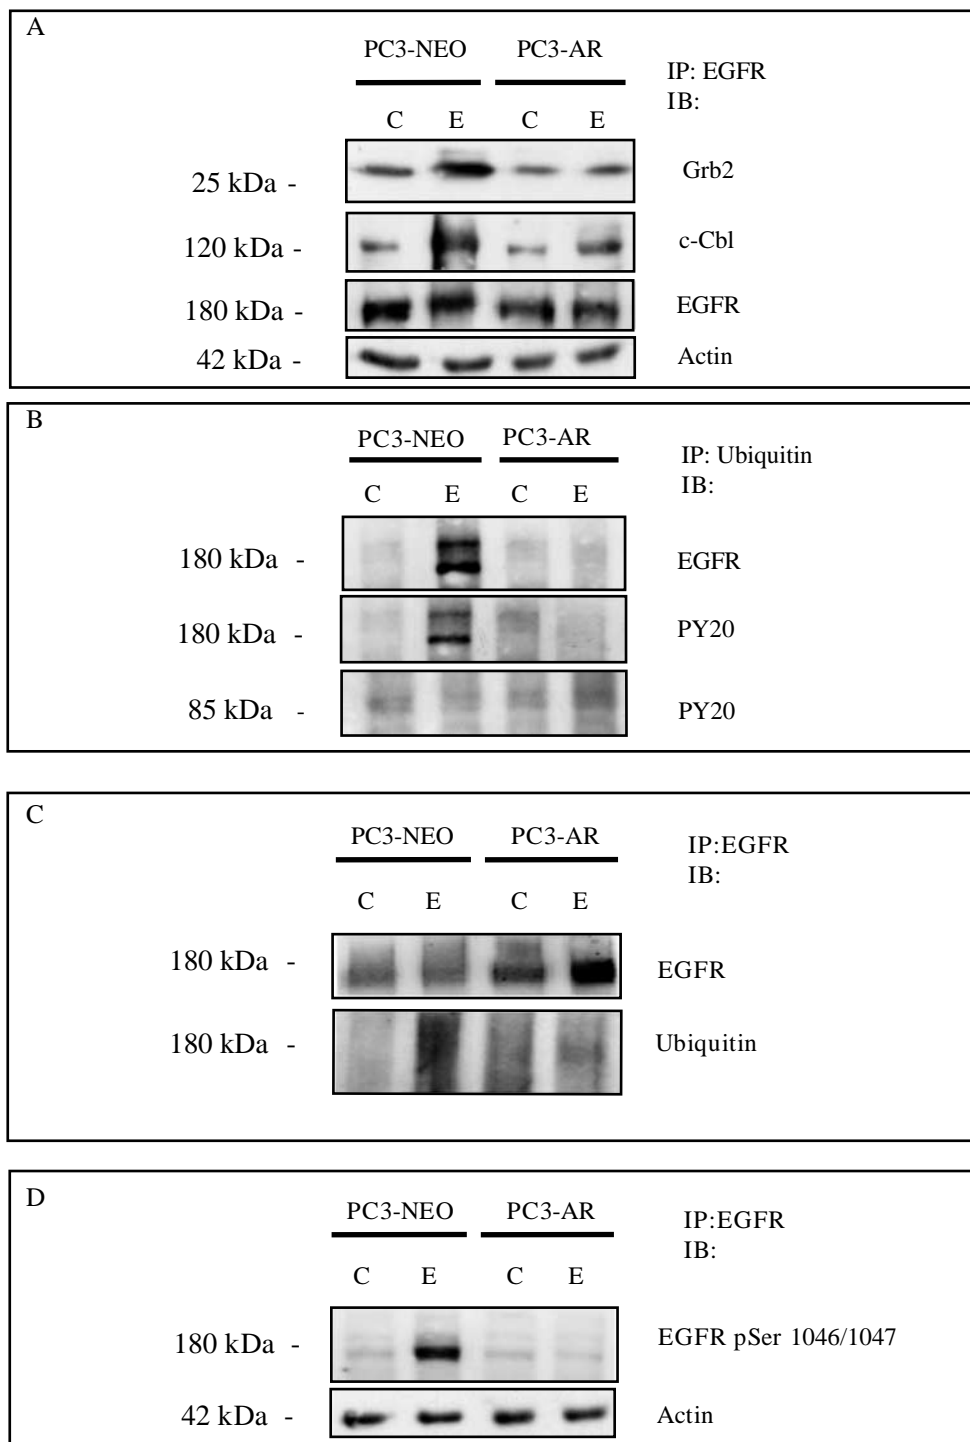 A
PC3-NEO PC3-AR
IP: EGFR
IB:
C E C E
25 kDa - Grb2
120 kDa - c-Cbl
180 kDa - EGFR
42 kDa - Actin
B
PC3-NEO PC3-AR
IP: Ubiquitin
IB:
C E C E
180 kDa - EGFR
180 kDa - PY20
85 kDa - PY20
C
PC3-NEO PC3-AR
IP:EGFR
IB:
C E C E
180 kDa - EGFR
180 kDa - Ubiquitin
D
PC3-NEO PC3-AR
IP:EGFR
IB:
C E C E
180 kDa - EGFR pSer 1046/1047
42 kDa - Actin